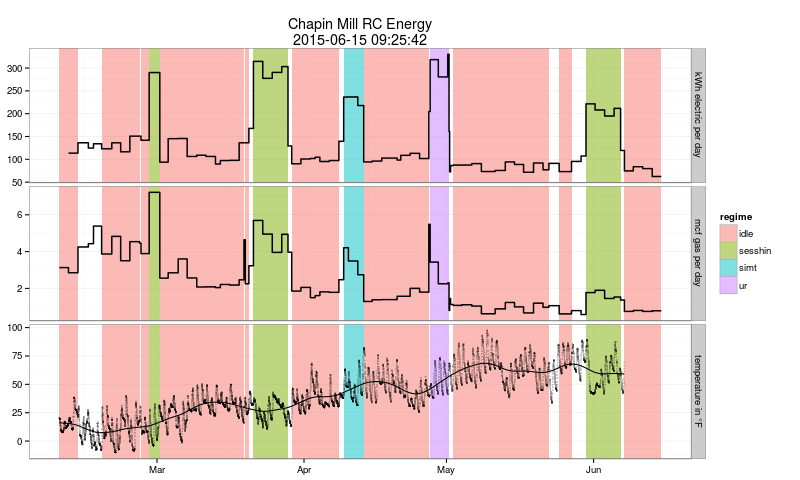 Chapin Mill RC Energy
2015-06-15 09:25:42
300
250
200
150
100
50
kWh electric per day
6
4
2
mcf gas per day
100
75
50
25
0
temperature in °F
Mar
Apr
May
Jun
regime
idle
sesshin
simt
ur